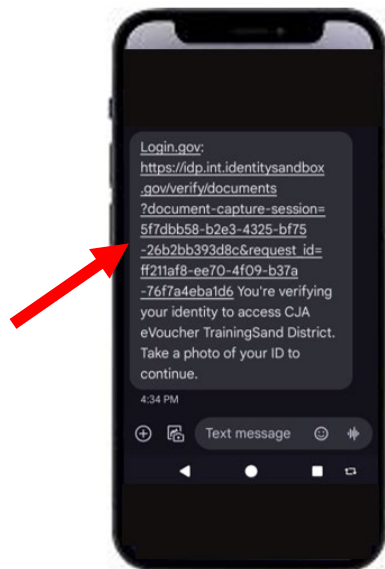 Login.gov:
https://idp.int.identitysandbox
.gov/verify/documents
?document-capture-session=
5f7dbb58-b2e3-4325-bf75
-26b2bb393d8c&request_id=
ff211af8-ee70-4f09-b37a
-76f7a4eba1d6 You're verifying
your identity to access CJA
eVoucher TrainingSand District.
Take a photo of your ID to
continue.
4:34 PM
Text message